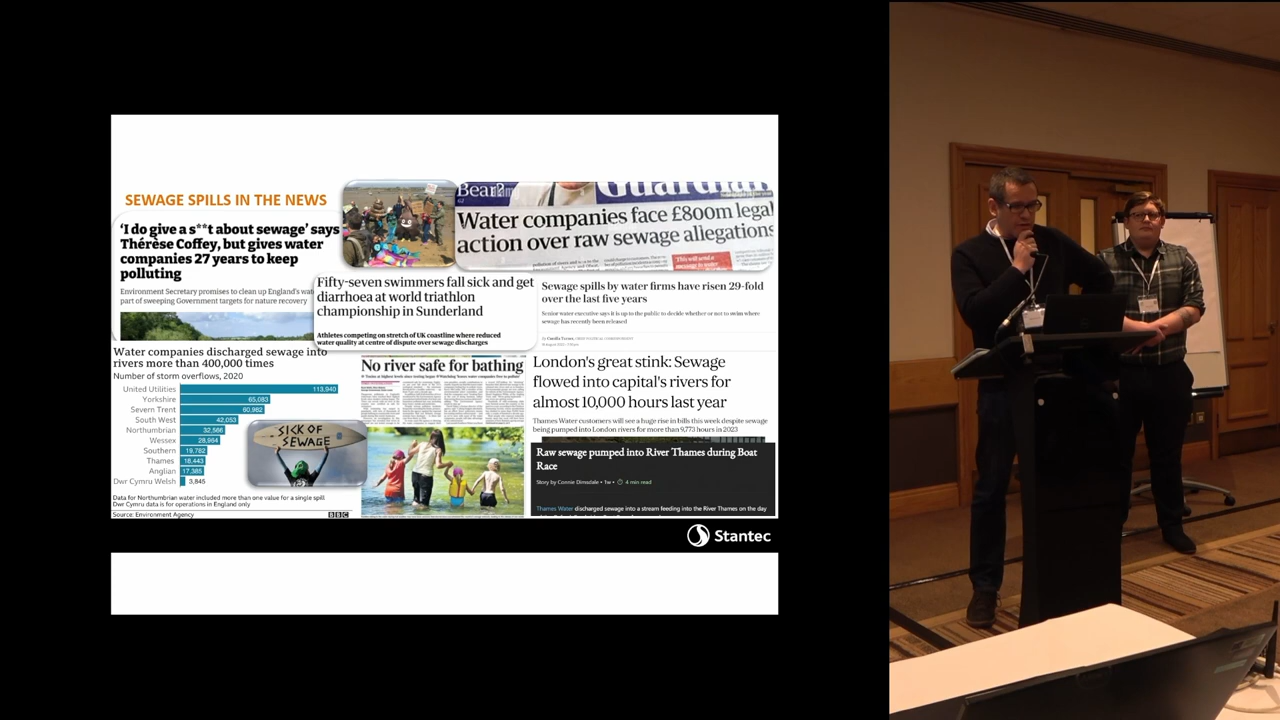 SEWAGE SPILLS IN THE NEWS
'I do give a s**t about sewage' says
Thérèse Coffey, but gives water
companies 27 years to keep
polluting
Environment Secretary promises to clean up England's
part of sweeping Government targets for nature recovery
Bear?
Guardian
Water companies face £800m legal
action over raw sewage allegations
Fifty-seven swimmers fall sick and get
diarrhoea at world triathlon
championship in Sunderland
Athletes competing on stretch of UK coastline where reduced
water quality at centre of dispute over sewage discharges
Sewage spills by water firms have risen 29-fold
over the last five years
Senior water executive says it is up to the public to decide whether or not to swim where
sewage has recently been released
Water companies discharged sewage into
rivers more than 400,000 times
Number of storm overflows, 2020
United Utilities 113,940
Yorkshire 65,083
Severn Trent 60,982
South West 42,053
Northumbrian 32,566
Wessex 28,994
Southern 19,782
Thames 18,443
Anglian 17,385
Dwr Cymru Welsh 3,845
Data for Northumbrian water included more than one value for a single spill
Dwr Cymru data is for operations in England only
Source: Environment Agency
BBC
SICK OF
SEWAGE
No river safe for bathing
London's great stink: Sewage
flowed into capital's rivers for
almost 10,000 hours last year
Thames Water customers will see a huge rise in bills this week despite sewage
being pumped into London rivers for more than 9,773 hours in 2023
Raw sewage pumped into River Thames during Boat
Race
Story by Connie Dimsdale • 1w • 4 min read
Thames Water discharged sewage into a stream feeding into the River Thames on the day
Stantec